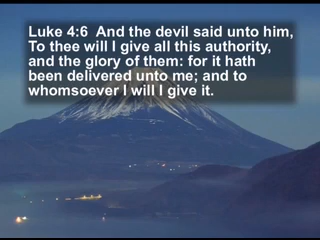 Luke 4:6  And the devil said unto him,
To thee will I give all this authority,
and the glory of them: for it hath
been delivered unto me; and to
whomsoever I will I give it.